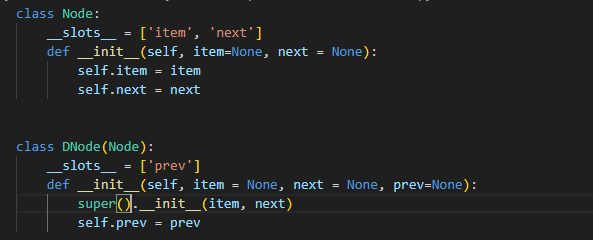 class Node:
    __slots__ = ['item', 'next']
    def __init__(self, item=None, next = None):
        self.item = item
        self.next = next
class DNode(Node):
    __slots__ = ['prev']
    def __init__(self, item = None, next = None, prev=None):
        super().__init__(item, next)
        self.prev = prev